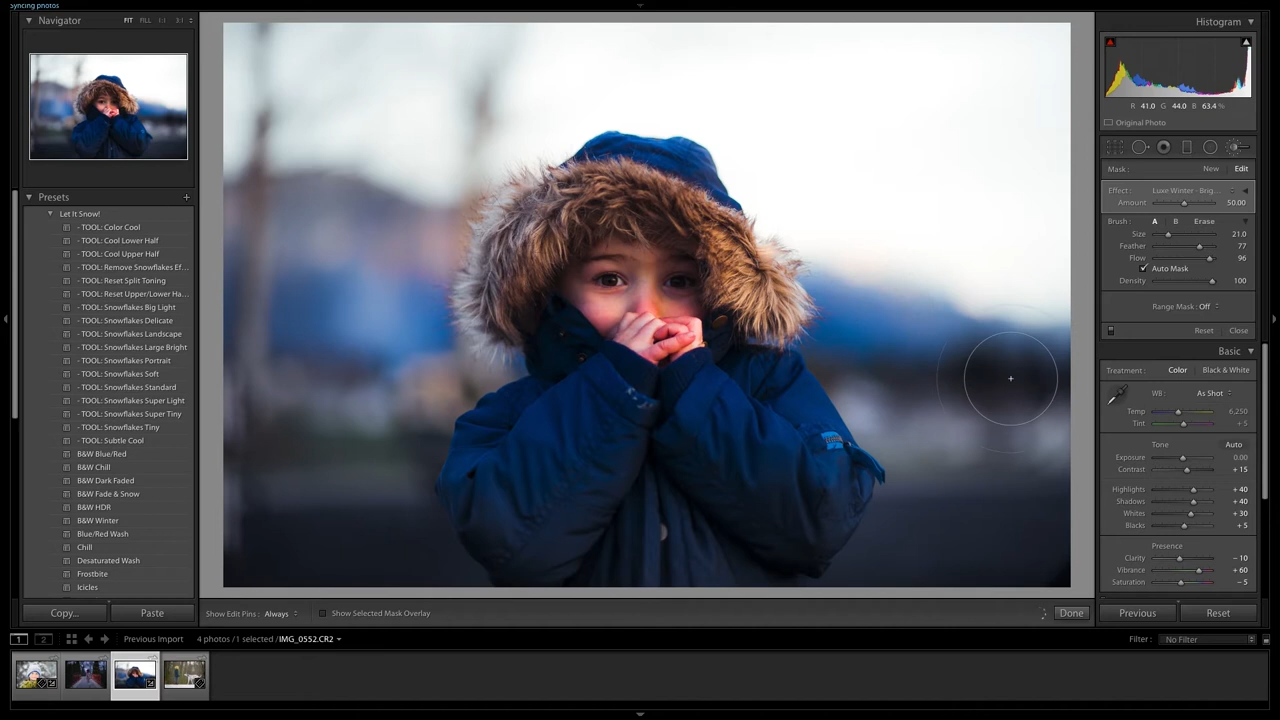 Syncing photos
Navigator FIT FILL 1:1 3:1
Presets +
Let It Snow!
-TOOL: Color Cool
-TOOL: Cool Lower Half
-TOOL: Cool Upper Half
-TOOL: Remove Snowflakes Ef...
-TOOL: Reset Split Toning
-TOOL: Reset Upper/Lower Ha...
-TOOL: Snowflakes Big Light
-TOOL: Snowflakes Delicate
-TOOL: Snowflakes Landscape
-TOOL: Snowflakes Large Bright
-TOOL: Snowflakes Portrait
-TOOL: Snowflakes Soft
-TOOL: Snowflakes Standard
-TOOL: Snowflakes Super Light
-TOOL: Snowflakes Super Tiny
-TOOL: Snowflakes Tiny
-TOOL: Subtle Cool
B&W Blue/Red
B&W Chill
B&W Dark Faded
B&W Fade & Snow
B&W HDR
B&W Winter
Blue/Red Wash
Chill
Desaturated Wash
Frostbite
Icicles
Copy... Paste
Show Edit Pins : Always Show Selected Mask Overlay Done
Histogram
R 41.0 G 44.0 B 63.4 %
Original Photo
Mask : New Edit
Effect : Luxe Winter - Brig...
Amount 50.00
Brush : A B Erase
Size 21.0
Feather 77
Flow 96
Auto Mask
Density 100
Range Mask : Off
Reset Close
Basic
Treatment : Color Black & White
WB : As Shot
Temp 6,250
Tint + 5
Tone Auto
Exposure 0.00
Contrast + 15
Highlights + 40
Shadows + 40
Whites + 30
Blacks + 5
Presence
Clarity − 10
Vibrance + 60
Saturation − 5
Previous Reset
1 2 Previous Import 4 photos / 1 selected / IMG_0552.CR2 Filter : No Filter